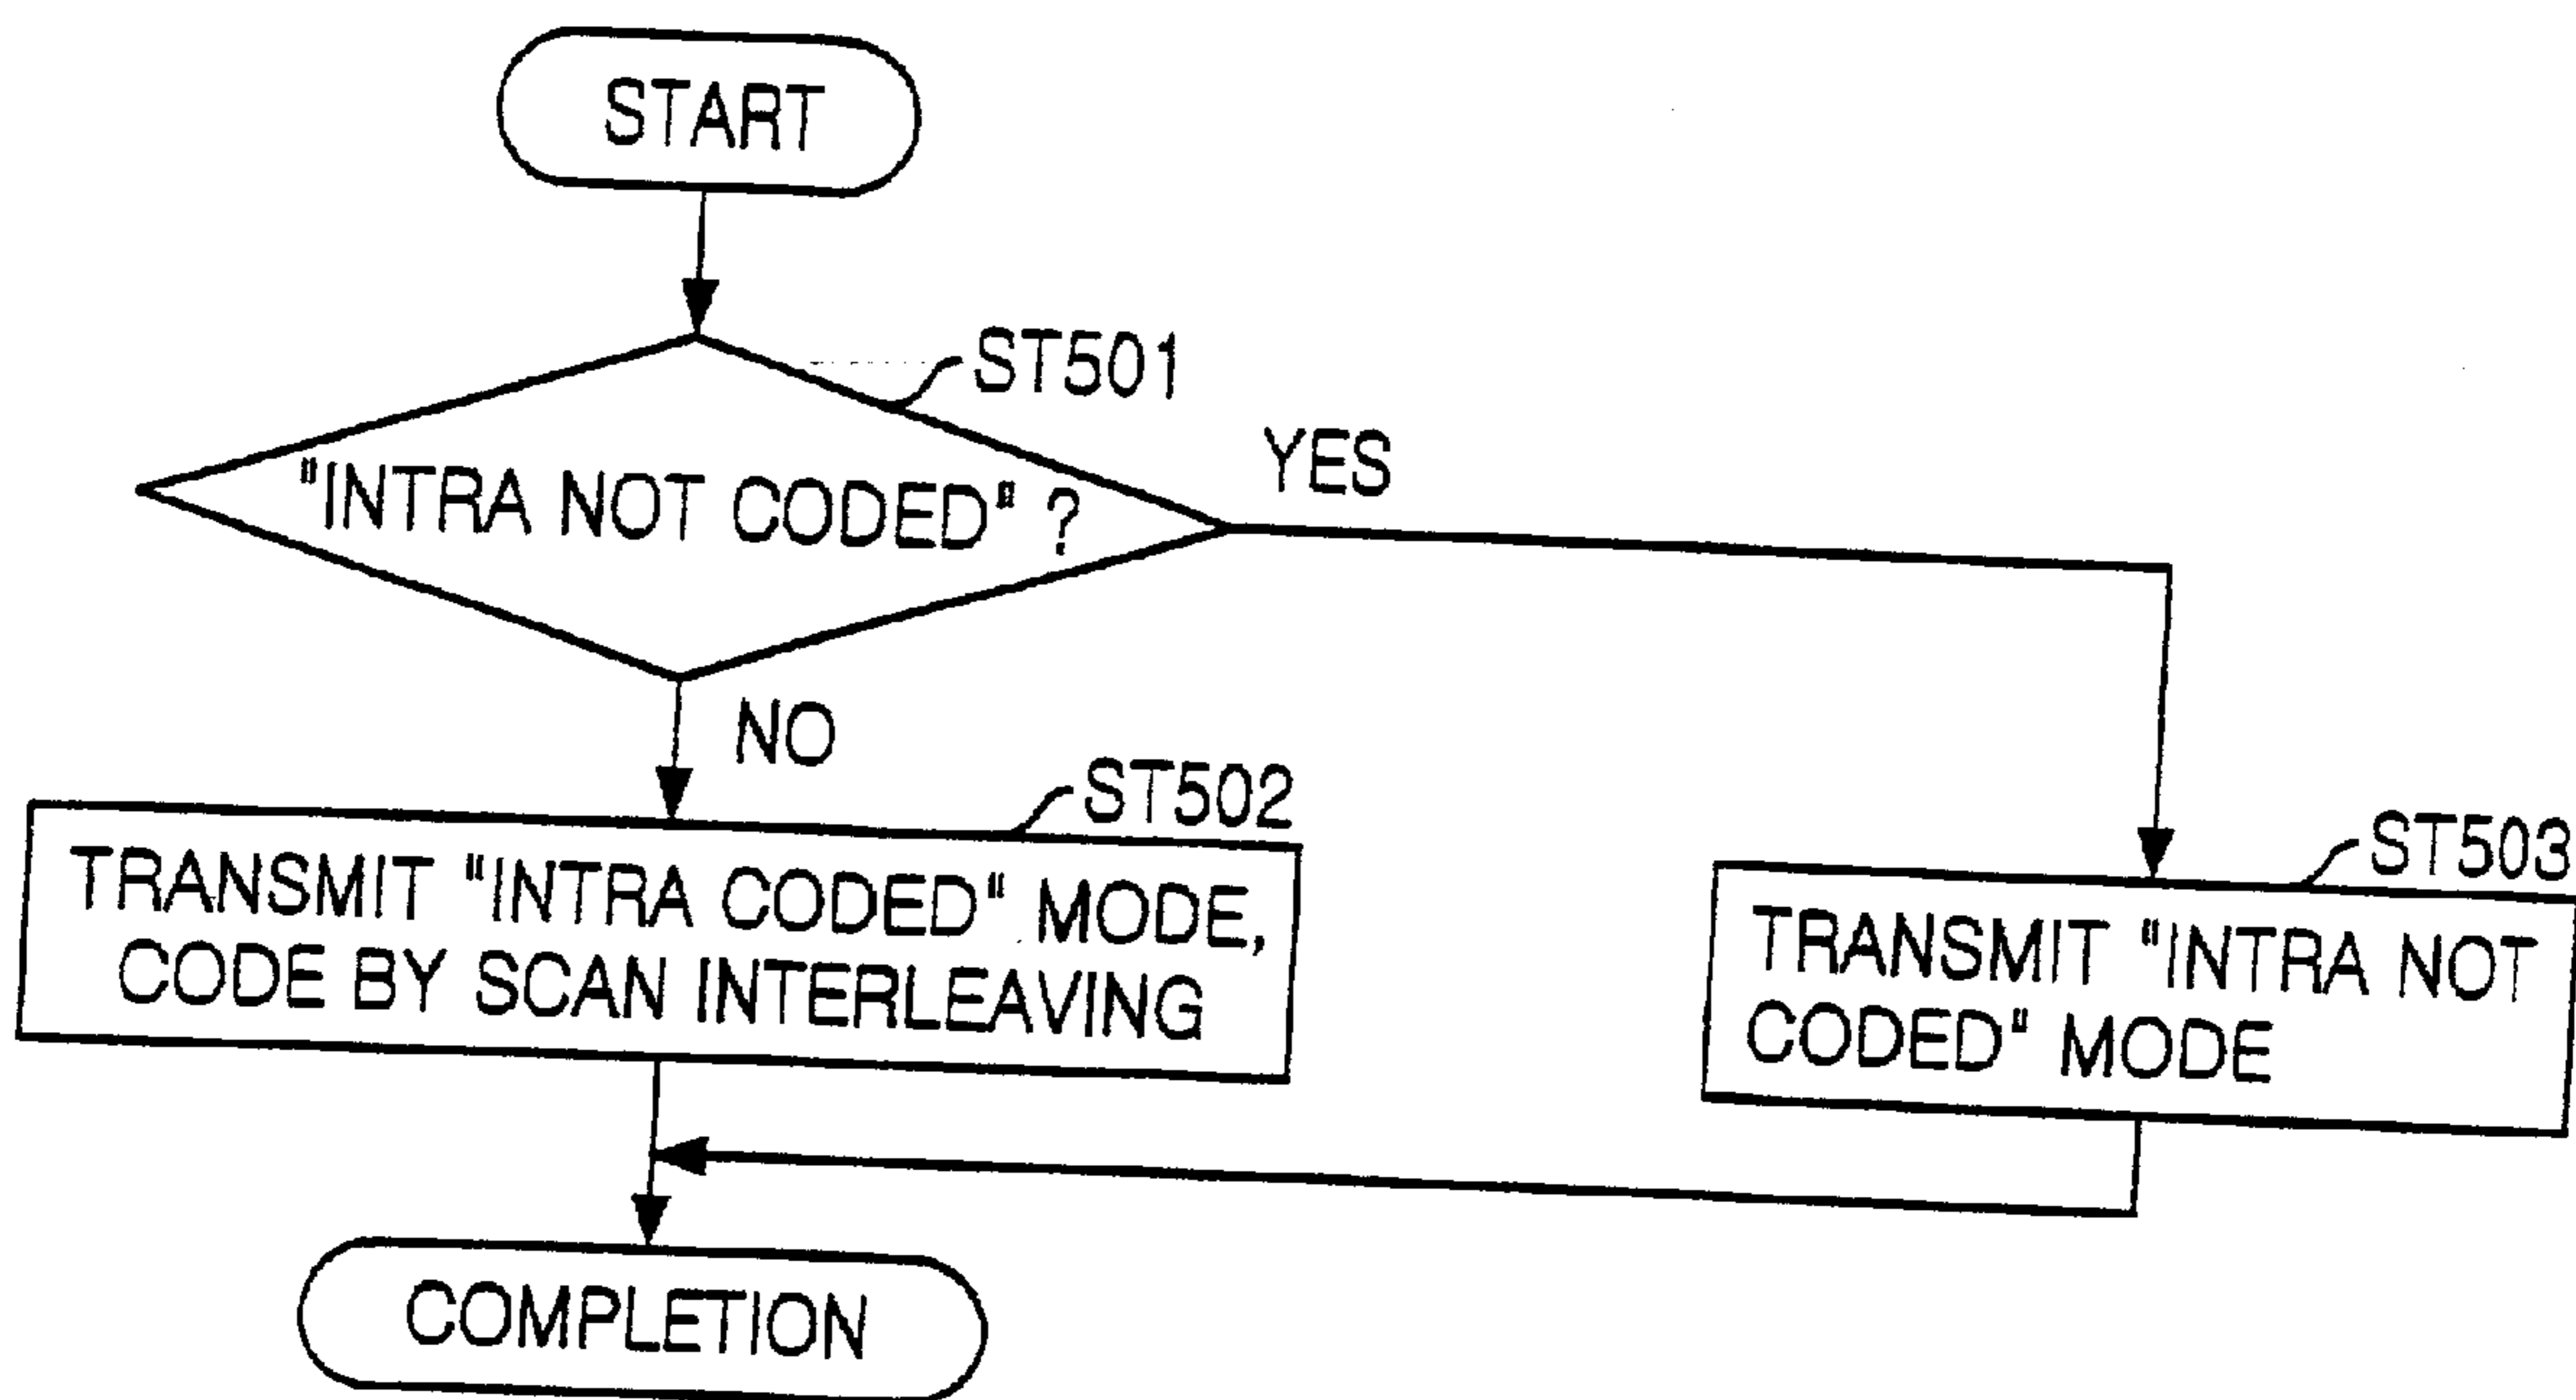 START
ST501
"INTRA NOT CODED" ?
YES
NO
ST502
TRANSMIT "INTRA CODED" MODE,
CODE BY SCAN INTERLEAVING
ST503
TRANSMIT "INTRA NOT
CODED" MODE
COMPLETION